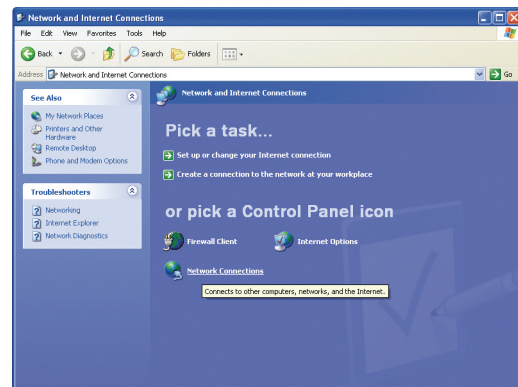 Network and Internet Connections
File Edit View Favorites Tools Help
Back Search Folders
Address Network and Internet Connections Go
See Also
My Network Places
Printers and Other
Hardware
Remote Desktop
Phone and Modem Options
Troubleshooters
Networking
Internet Explorer
Network Diagnostics
Network and Internet Connections
Pick a task...
Set up or change your Internet connection
Create a connection to the network at your workplace
or pick a Control Panel icon
Firewall Client Internet Options
Network Connections
Connects to other computers, networks, and the Internet.